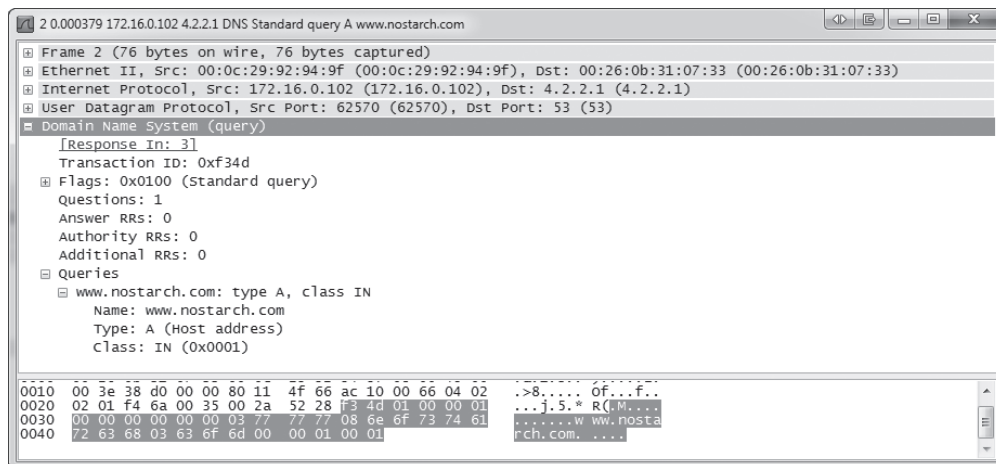 2 0.000379 172.16.0.102 4.2.2.1 DNS Standard query A www.nostarch.com
Frame 2 (76 bytes on wire, 76 bytes captured)
Ethernet II, Src: 00:0c:29:92:94:9f (00:0c:29:92:94:9f), Dst: 00:26:0b:31:07:33 (00:26:0b:31:07:33)
Internet Protocol, Src: 172.16.0.102 (172.16.0.102), Dst: 4.2.2.1 (4.2.2.1)
User Datagram Protocol, Src Port: 62570 (62570), Dst Port: 53 (53)
Domain Name System (query)
[Response In: 3]
Transaction ID: 0xf34d
Flags: 0x0100 (Standard query)
Questions: 1
Answer RRs: 0
Authority RRs: 0
Additional RRs: 0
Queries
www.nostarch.com: type A, class IN
Name: www.nostarch.com
Type: A (Host address)
Class: IN (0x0001)
0010 00 3e 38 d0 00 00 80 11 4f 66 ac 10 00 66 04 02 .>8..... Of...f..
0020 02 01 f4 6a 00 35 00 2a 52 28 f3 4d 01 00 00 01 ...j.5.* R(.M....
0030 00 00 00 00 00 00 03 77 77 77 08 6e 6f 73 74 61 .......w ww.nosta
0040 72 63 68 03 63 6f 6d 00 00 01 00 01 rch.com. ....